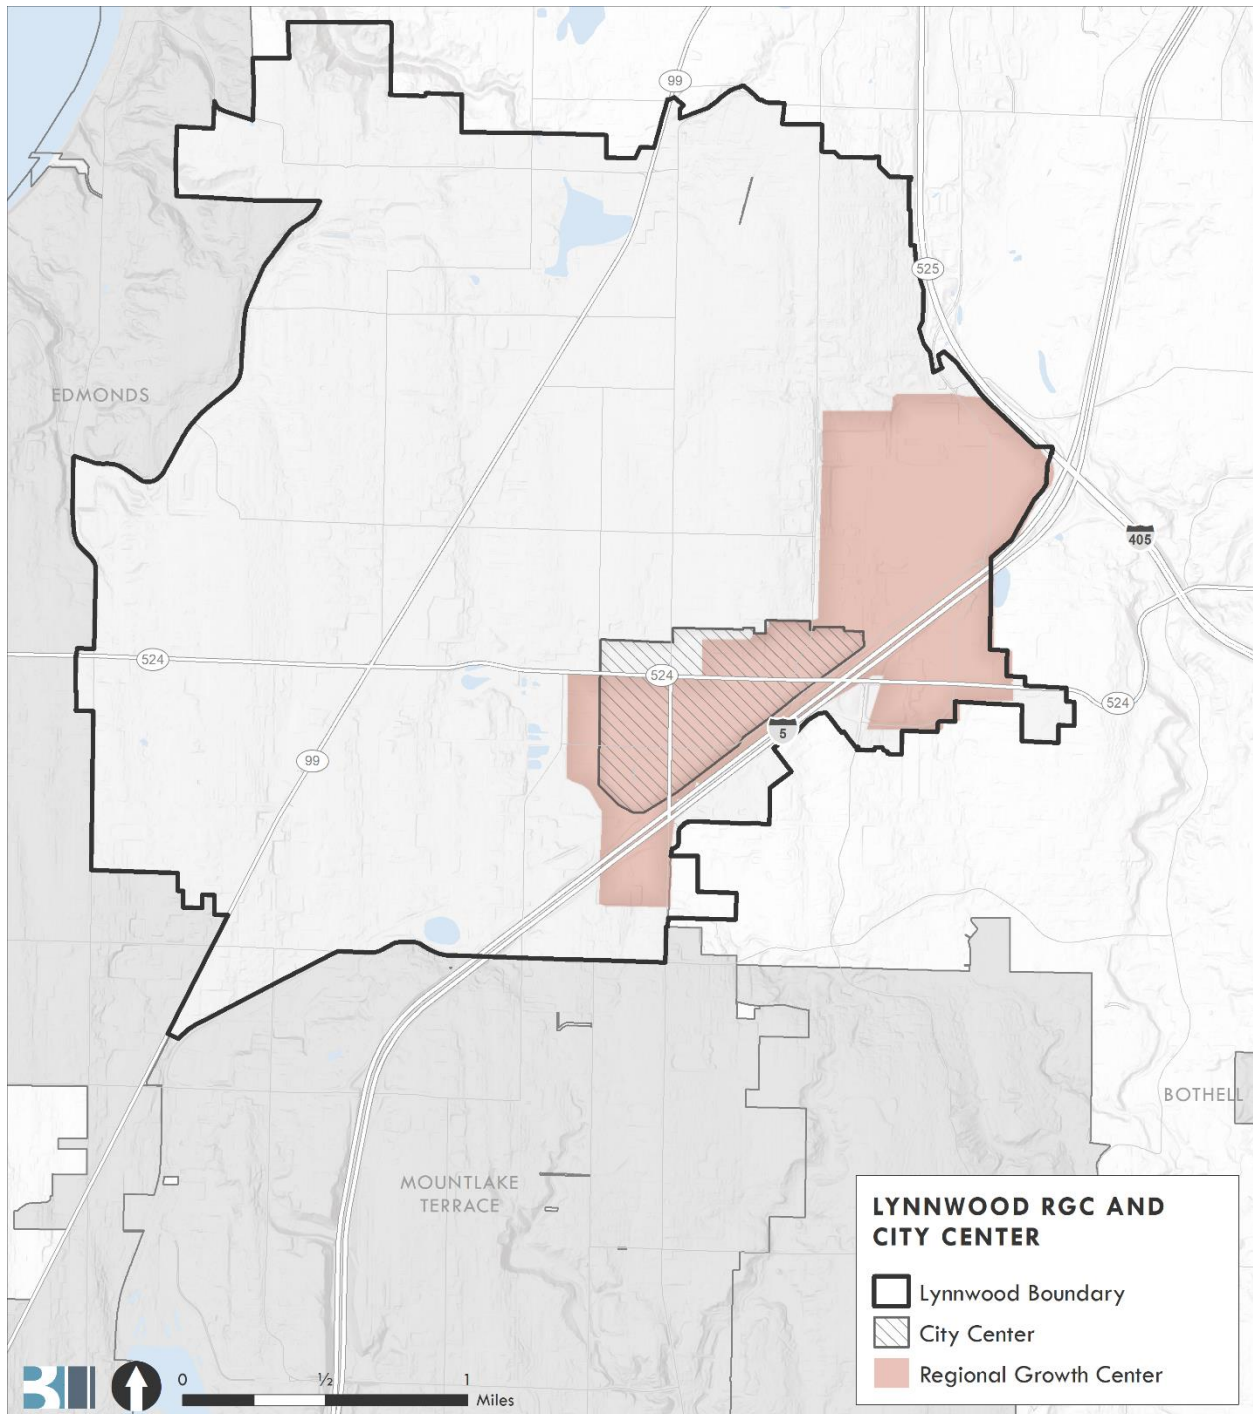 99
525
EDMONDS
405
524
524
524
5
99
BOTHELL
MOUNTLAKE
TERRACE
LYNNWOOD RGC AND
CITY CENTER
Lynnwood Boundary
City Center
Regional Growth Center
0 ½ 1
Miles